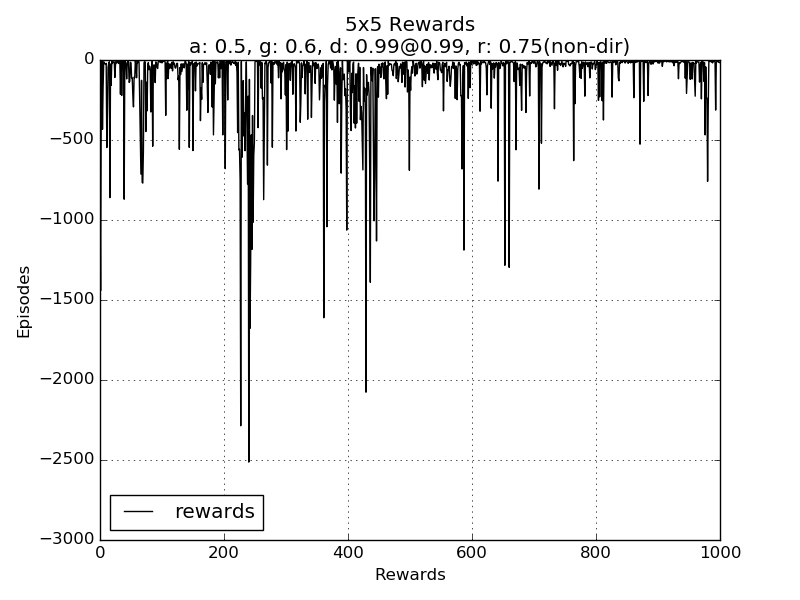 5x5 Rewards
a: 0.5, g: 0.6, d: 0.99@0.99, r: 0.75(non-dir)
0
−500
−1000
−1500
−2000
−2500
−3000
Episodes
rewards
0 200 400 600 800 1000
Rewards